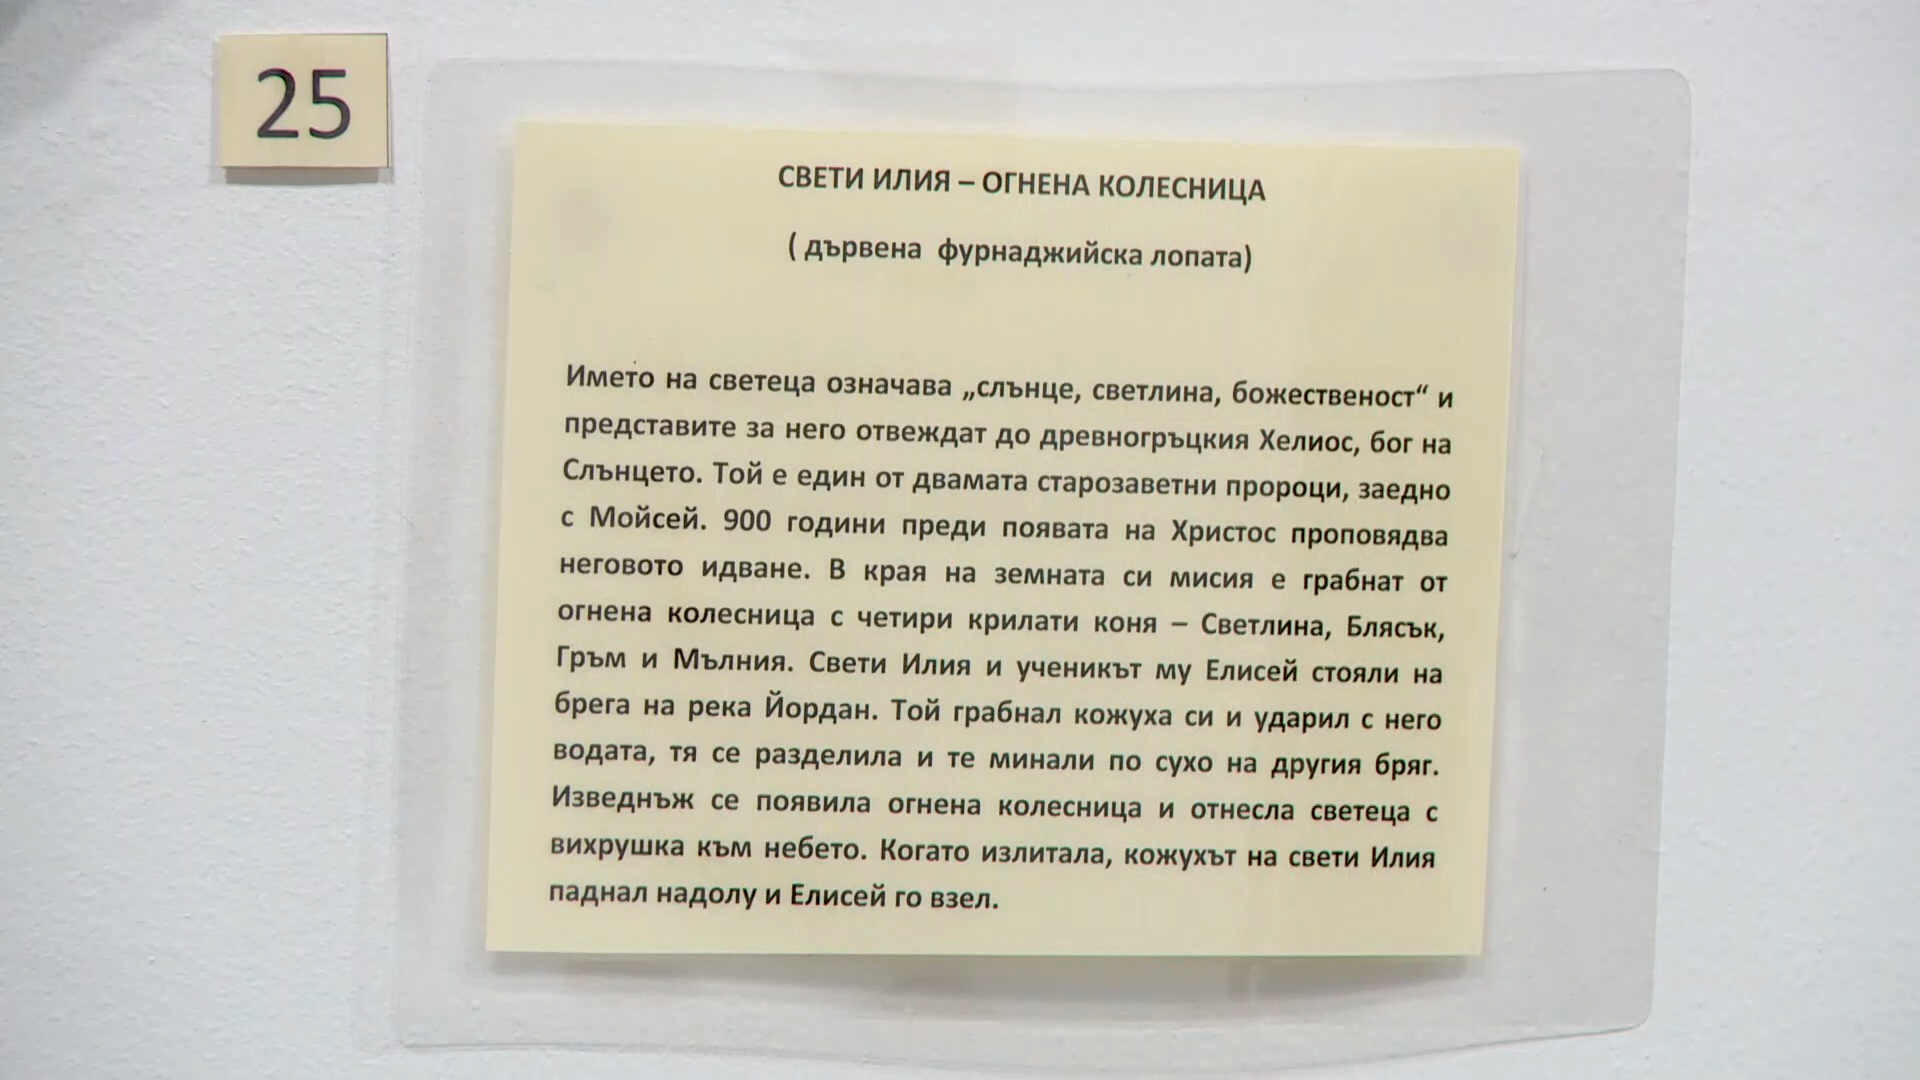 25
СВЕТИ ИЛИЯ – ОГНЕНА КОЛЕСНИЦА
( дървена фурнаджийска лопата)
Името на светеца означава „слънце, светлина, божественост“ и
представите за него отвеждат до древногръцкия Хелиос, бог на
Слънцето. Той е един от двамата старозаветни пророци, заедно
с Мойсей. 900 години преди появата на Христос проповядва
неговото идване. В края на земната си мисия е грабнат от
огнена колесница с четири крилати коня – Светлина, Блясък,
Гръм и Мълния. Свети Илия и ученикът му Елисей стояли на
брега на река Йордан. Той грабнал кожуха си и ударил с него
водата, тя се разделила и те минали по сухо на другия бряг.
Изведнъж се появила огнена колесница и отнесла светеца с
вихрушка към небето. Когато излитала, кожухът на свети Илия
паднал надолу и Елисей го взел.